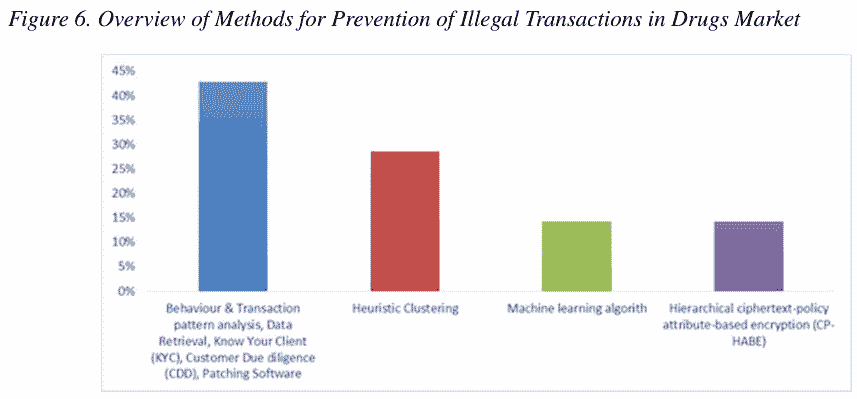 Figure 6. Overview of Methods for Prevention of Illegal Transactions in Drugs Market
45%
40%
35%
30%
25%
20%
15%
10%
5%
0%
Behaviour & Transaction
pattern analysis, Data
Retrieval, Know Your Client
(KYC), Customer Due diligence
(CDD), Patching Software
Heuristic Clustering
Machine learning algorith
Hierarchical ciphertext-policy
attribute-based encryption (CP-
HABE)